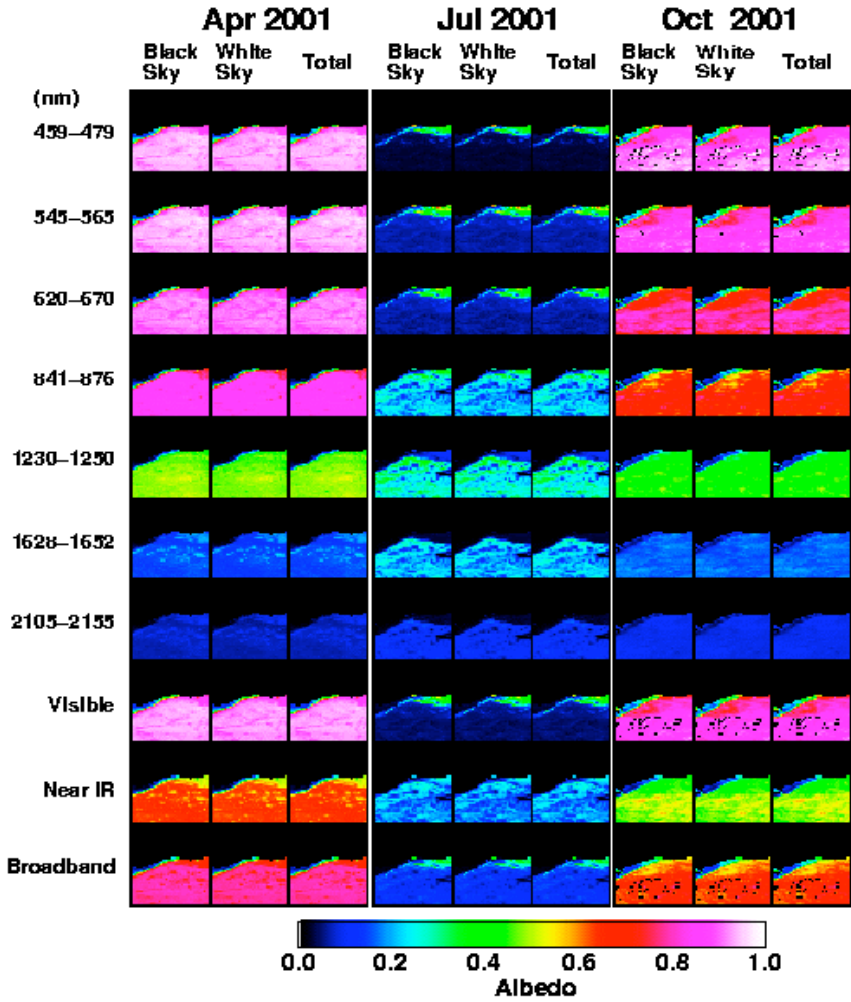 Apr 2001 Jul 2001 Oct 2001
Black Sky White Sky Total Black Sky White Sky Total Black Sky White Sky Total
(nm)
459–479
545–565
620–670
841–876
1230–1250
1628–1652
2105–2155
Visible
Near IR
Broadband
0.0 0.2 0.4 0.6 0.8 1.0
Albedo